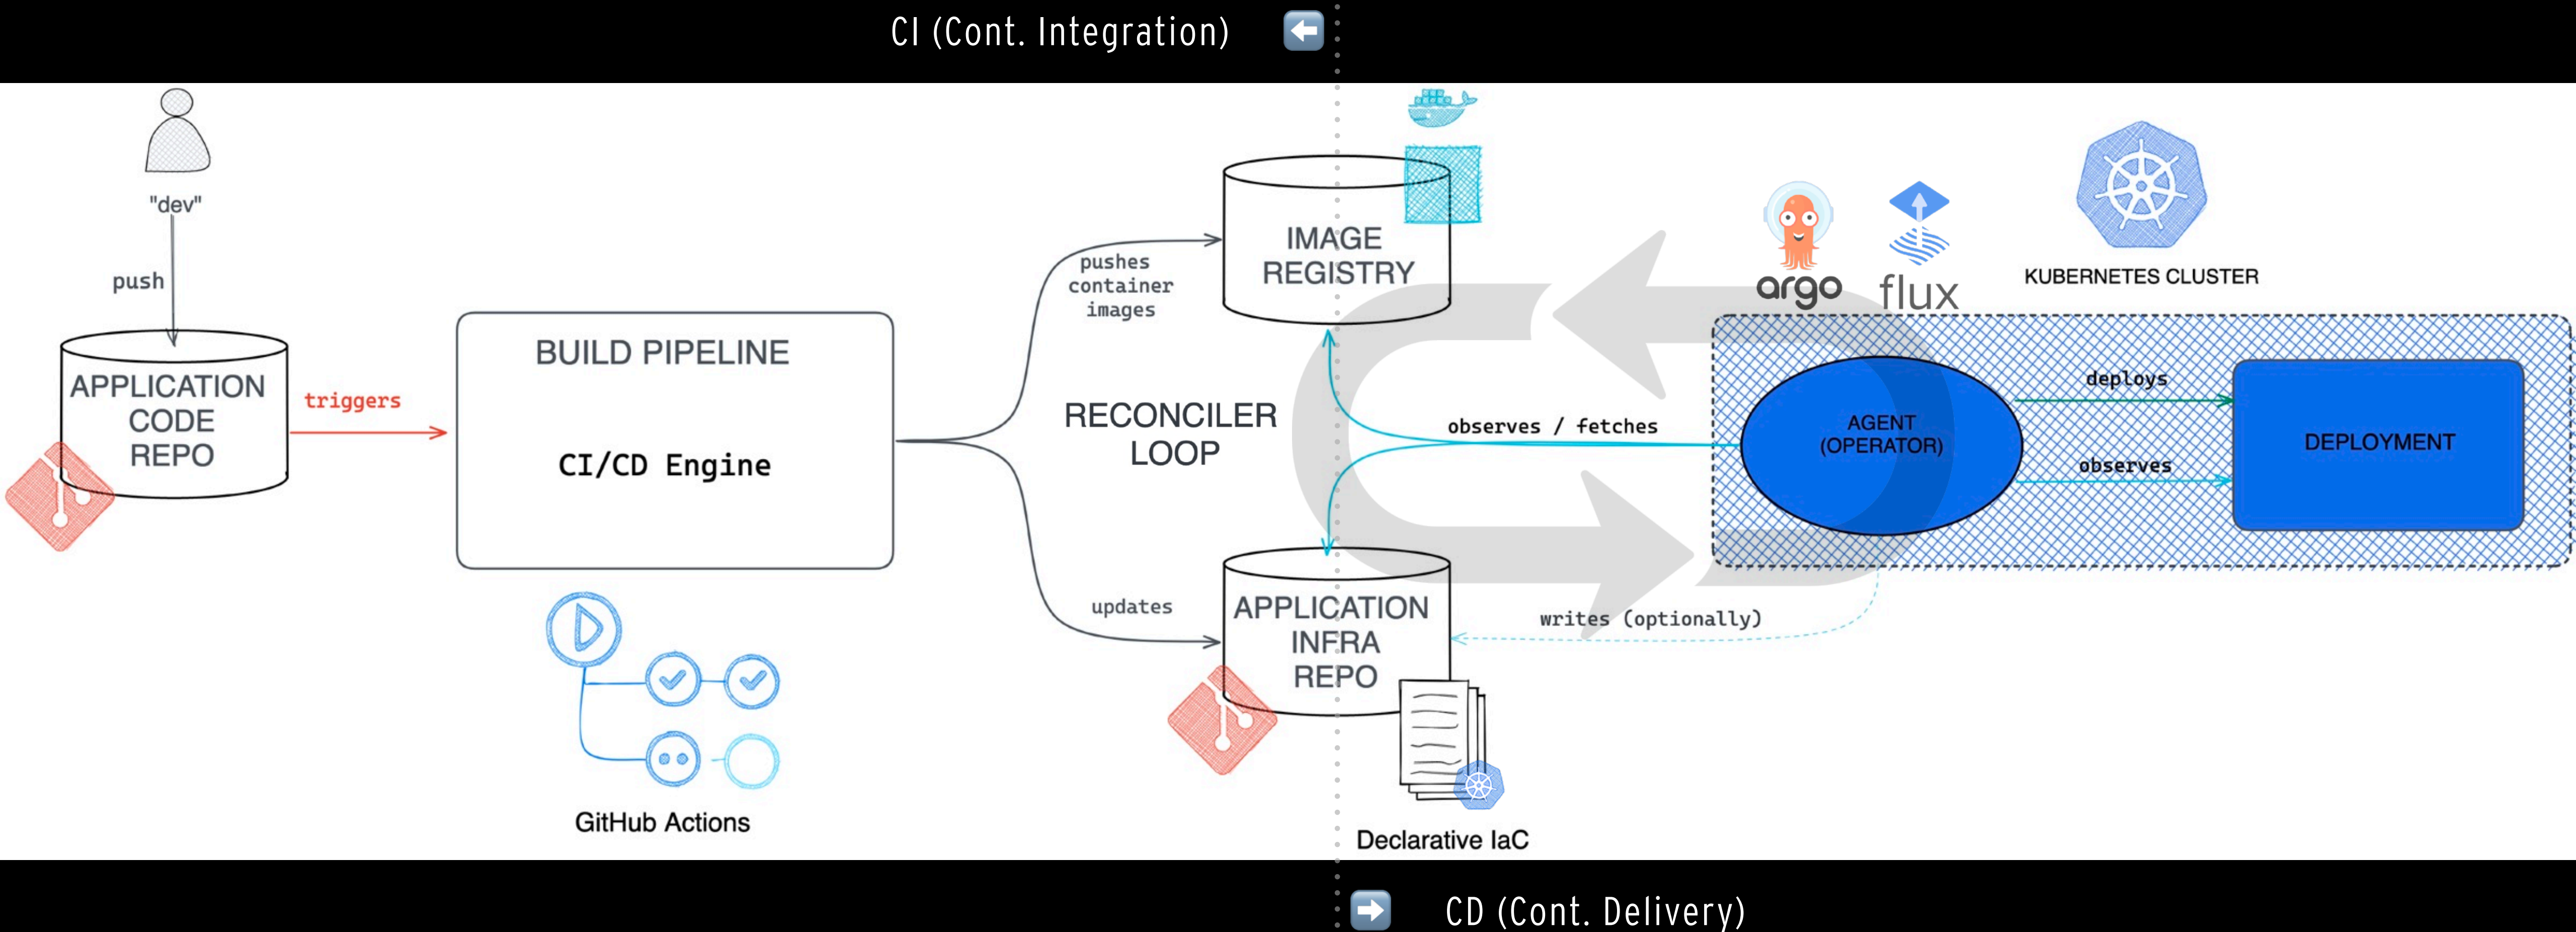 CI (Cont. Integration)
"dev"
push
APPLICATION
CODE
REPO
triggers
BUILD PIPELINE
CI/CD Engine
GitHub Actions
pushes
container
images
updates
RECONCILER
LOOP
IMAGE
REGISTRY
APPLICATION
INFRA
REPO
Declarative IaC
observes / fetches
writes (optionally)
argo
flux
KUBERNETES CLUSTER
AGENT
(OPERATOR)
deploys
observes
DEPLOYMENT
CD (Cont. Delivery)